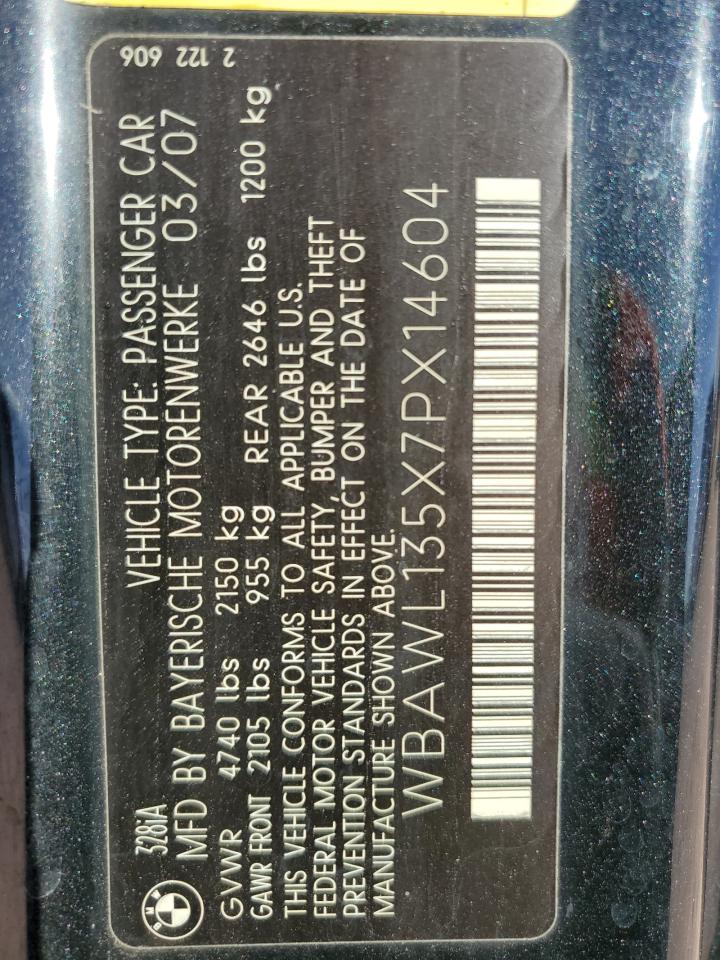 2 122 606
BMW 328iA VEHICLE TYPE: PASSENGER CAR
MFD BY BAYERISCHE MOTORENWERKE 03/07
GVWR 4740 lbs 2150 kg
GAWR FRONT 2105 lbs 955 kg REAR 2646 lbs 1200 kg
THIS VEHICLE CONFORMS TO ALL APPLICABLE U.S.
FEDERAL MOTOR VEHICLE SAFETY, BUMPER AND THEFT
PREVENTION STANDARDS IN EFFECT ON THE DATE OF
MANUFACTURE SHOWN ABOVE.
WBAWL135X7PX14604